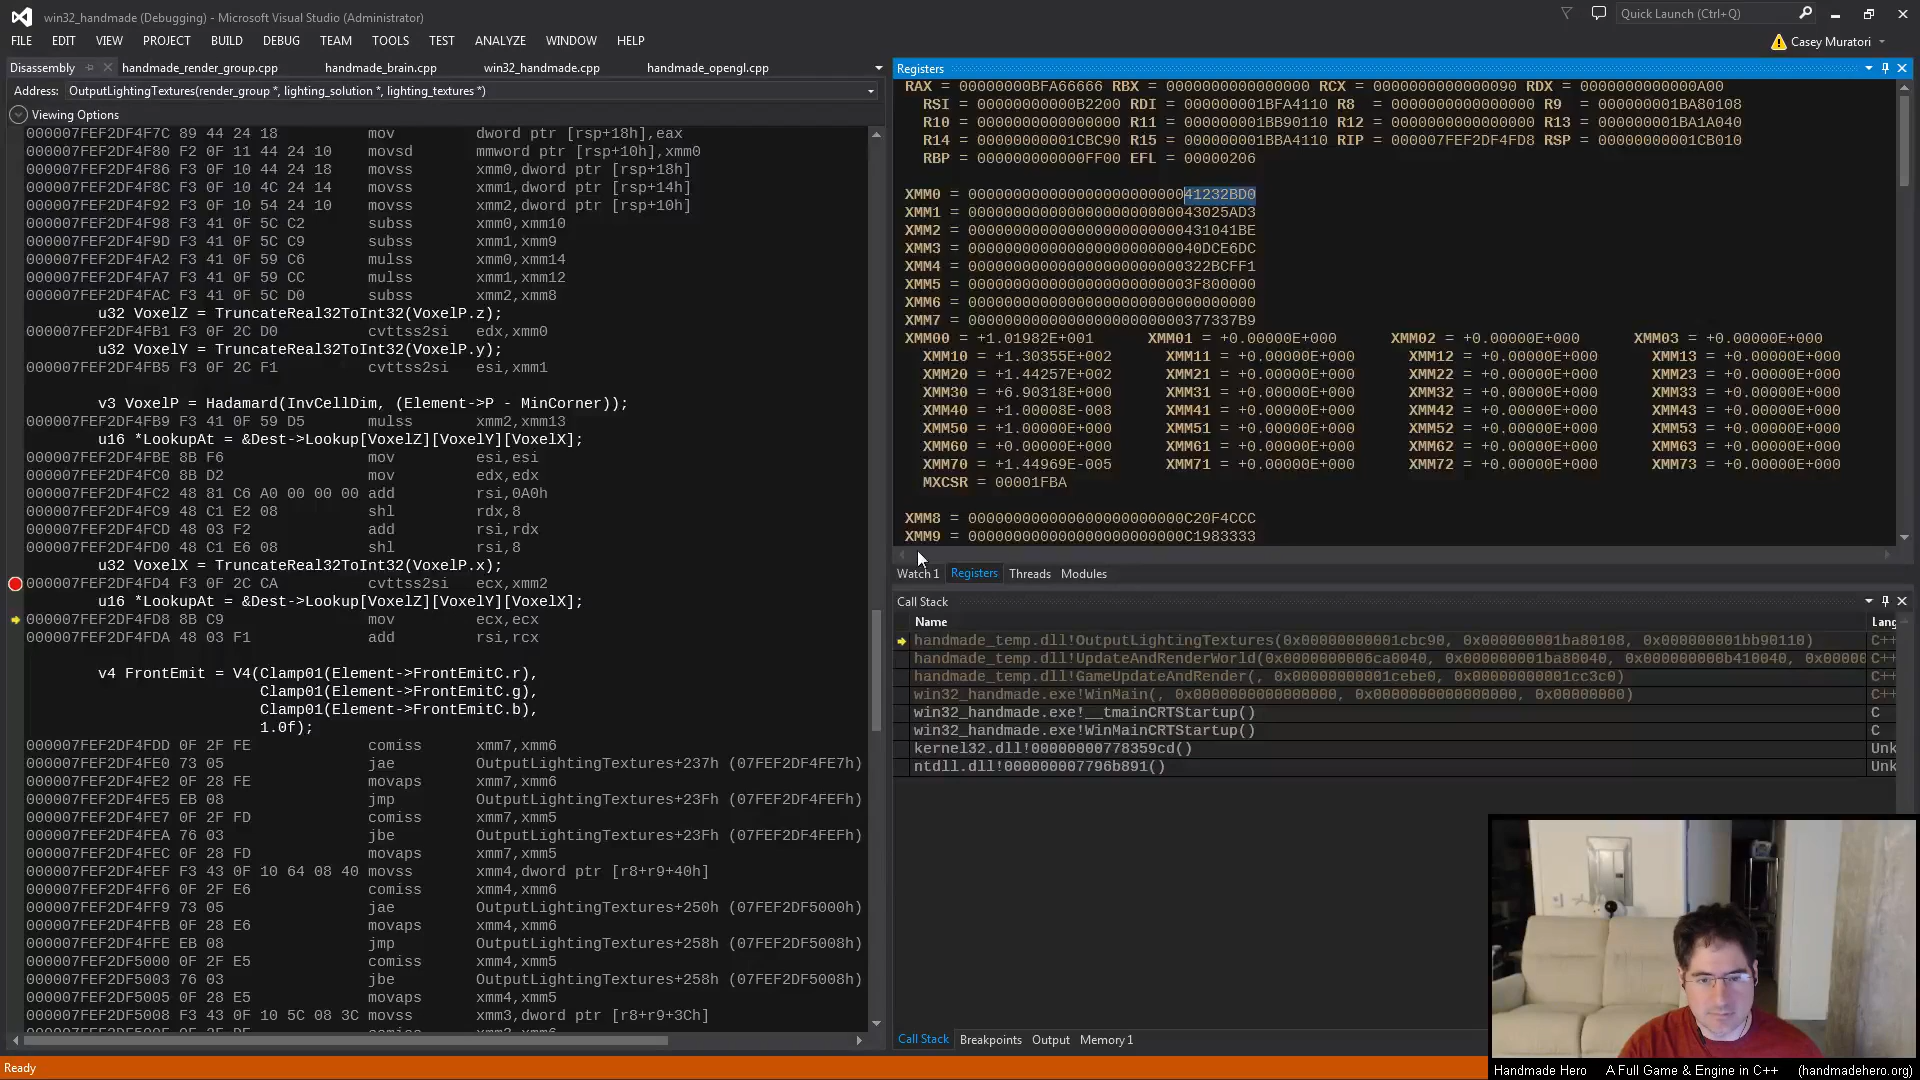 win32_handmade (Debugging) - Microsoft Visual Studio (Administrator)
Quick Launch (Ctrl+Q)
FILE EDIT VIEW PROJECT BUILD DEBUG TEAM TOOLS TEST ANALYZE WINDOW HELP
Casey Muratori
Disassembly handmade_render_group.cpp handmade_brain.cpp win32_handmade.cpp handmade_opengl.cpp
Address: OutputLightingTextures(render_group *, lighting_solution *, lighting_textures *)
Viewing Options
000007FEF2DF4F7C 89 44 24 18 mov dword ptr [rsp+18h],eax
000007FEF2DF4F80 F2 0F 11 44 24 10 movsd mmword ptr [rsp+10h],xmm0
000007FEF2DF4F86 F3 0F 10 44 24 18 movss xmm0,dword ptr [rsp+18h]
000007FEF2DF4F8C F3 0F 10 4C 24 14 movss xmm1,dword ptr [rsp+14h]
000007FEF2DF4F92 F3 0F 10 54 24 10 movss xmm2,dword ptr [rsp+10h]
000007FEF2DF4F98 F3 41 0F 5C C2 subss xmm0,xmm10
000007FEF2DF4F9D F3 41 0F 5C C9 subss xmm1,xmm9
000007FEF2DF4FA2 F3 41 0F 59 C6 mulss xmm0,xmm14
000007FEF2DF4FA7 F3 41 0F 59 CC mulss xmm1,xmm12
000007FEF2DF4FAC F3 41 0F 5C D0 subss xmm2,xmm8
u32 VoxelZ = TruncateReal32ToInt32(VoxelP.z);
000007FEF2DF4FB1 F3 0F 2C D0 cvttss2si edx,xmm0
u32 VoxelY = TruncateReal32ToInt32(VoxelP.y);
000007FEF2DF4FB5 F3 0F 2C F1 cvttss2si esi,xmm1
v3 VoxelP = Hadamard(InvCellDim, (Element->P - MinCorner));
000007FEF2DF4FB9 F3 41 0F 59 D5 mulss xmm2,xmm13
u16 *LookupAt = &Dest->Lookup[VoxelZ][VoxelY][VoxelX];
000007FEF2DF4FBE 8B F6 mov esi,esi
000007FEF2DF4FC0 8B D2 mov edx,edx
000007FEF2DF4FC2 48 81 C6 A0 00 00 00 add rsi,0A0h
000007FEF2DF4FC9 48 C1 E2 08 shl rdx,8
000007FEF2DF4FCD 48 03 F2 add rsi,rdx
000007FEF2DF4FD0 48 C1 E6 08 shl rsi,8
u32 VoxelX = TruncateReal32ToInt32(VoxelP.x);
000007FEF2DF4FD4 F3 0F 2C CA cvttss2si ecx,xmm2
u16 *LookupAt = &Dest->Lookup[VoxelZ][VoxelY][VoxelX];
000007FEF2DF4FD8 8B C9 mov ecx,ecx
000007FEF2DF4FDA 48 03 F1 add rsi,rcx
v4 FrontEmit = V4(Clamp01(Element->FrontEmitC.r),
Clamp01(Element->FrontEmitC.g),
Clamp01(Element->FrontEmitC.b),
1.0f);
000007FEF2DF4FDD 0F 2F FE comiss xmm7,xmm6
000007FEF2DF4FE0 73 05 jae OutputLightingTextures+237h (07FEF2DF4FE7h)
000007FEF2DF4FE2 0F 28 FE movaps xmm7,xmm6
000007FEF2DF4FE5 EB 08 jmp OutputLightingTextures+23Fh (07FEF2DF4FEFh)
000007FEF2DF4FE7 0F 2F FD comiss xmm7,xmm5
000007FEF2DF4FEA 76 03 jbe OutputLightingTextures+23Fh (07FEF2DF4FEFh)
000007FEF2DF4FEC 0F 28 FD movaps xmm7,xmm5
000007FEF2DF4FEF F3 43 0F 10 64 08 40 movss xmm4,dword ptr [r8+r9+40h]
000007FEF2DF4FF6 0F 2F E6 comiss xmm4,xmm6
000007FEF2DF4FF9 73 05 jae OutputLightingTextures+250h (07FEF2DF5000h)
000007FEF2DF4FFB 0F 28 E6 movaps xmm4,xmm6
000007FEF2DF4FFE EB 08 jmp OutputLightingTextures+258h (07FEF2DF5008h)
000007FEF2DF5000 0F 2F E5 comiss xmm4,xmm5
000007FEF2DF5003 76 03 jbe OutputLightingTextures+258h (07FEF2DF5008h)
000007FEF2DF5005 0F 28 E5 movaps xmm4,xmm5
000007FEF2DF5008 F3 43 0F 10 5C 08 3C movss xmm3,dword ptr [r8+r9+3Ch]
Ready
Registers
RAX = 00000000BFA66666 RBX = 0000000000000000 RCX = 0000000000000090 RDX = 0000000000000A00
RSI = 00000000000B2200 RDI = 000000001BFA4110 R8 = 0000000000000000 R9 = 000000001BA80108
R10 = 0000000000000000 R11 = 000000001BB90110 R12 = 0000000000000000 R13 = 000000001BA1A040
R14 = 00000000001CBC90 R15 = 000000001BBA4110 RIP = 000007FEF2DF4FD8 RSP = 00000000001CB010
RBP = 000000000000FF00 EFL = 00000206
XMM0 = 00000000000000000000000041232BD0
XMM1 = 00000000000000000000000043025AD3
XMM2 = 000000000000000000000000431041BE
XMM3 = 00000000000000000000000040DCE6DC
XMM4 = 000000000000000000000000322BCFF1
XMM5 = 0000000000000000000000003F800000
XMM6 = 00000000000000000000000000000000
XMM7 = 000000000000000000000000377337B9
XMM00 = +1.01982E+001 XMM01 = +0.00000E+000 XMM02 = +0.00000E+000 XMM03 = +0.00000E+000
XMM10 = +1.30355E+002 XMM11 = +0.00000E+000 XMM12 = +0.00000E+000 XMM13 = +0.00000E+000
XMM20 = +1.44257E+002 XMM21 = +0.00000E+000 XMM22 = +0.00000E+000 XMM23 = +0.00000E+000
XMM30 = +6.90318E+000 XMM31 = +0.00000E+000 XMM32 = +0.00000E+000 XMM33 = +0.00000E+000
XMM40 = +1.00008E-008 XMM41 = +0.00000E+000 XMM42 = +0.00000E+000 XMM43 = +0.00000E+000
XMM50 = +1.00000E+000 XMM51 = +0.00000E+000 XMM52 = +0.00000E+000 XMM53 = +0.00000E+000
XMM60 = +0.00000E+000 XMM61 = +0.00000E+000 XMM62 = +0.00000E+000 XMM63 = +0.00000E+000
XMM70 = +1.44969E-005 XMM71 = +0.00000E+000 XMM72 = +0.00000E+000 XMM73 = +0.00000E+000
MXCSR = 00001FBA
XMM8 = 000000000000000000000000C20F4CCC
XMM9 = 000000000000000000000000C1983333
Watch 1 Registers Threads Modules
Call Stack
Name Lang
handmade_temp.dll!OutputLightingTextures(0x00000000001cbc90, 0x000000001ba80108, 0x000000001bb90110) C++
handmade_temp.dll!UpdateAndRenderWorld(0x0000000006ca0040, 0x000000001ba80040, 0x000000000b410040, 0x00000 C++
handmade_temp.dll!GameUpdateAndRender(, 0x00000000001cebe0, 0x00000000001cc3c0) C++
win32_handmade.exe!WinMain(, 0x0000000000000000, 0x0000000000000000, 0x00000000) C++
win32_handmade.exe!__tmainCRTStartup() C
win32_handmade.exe!WinMainCRTStartup() C
kernel32.dll!00000000778359cd() Unk
ntdll.dll!000000007796b891() Unk
Call Stack Breakpoints Output Memory 1
Handmade Hero A Full Game & Engine in C++ (handmadehero.org)